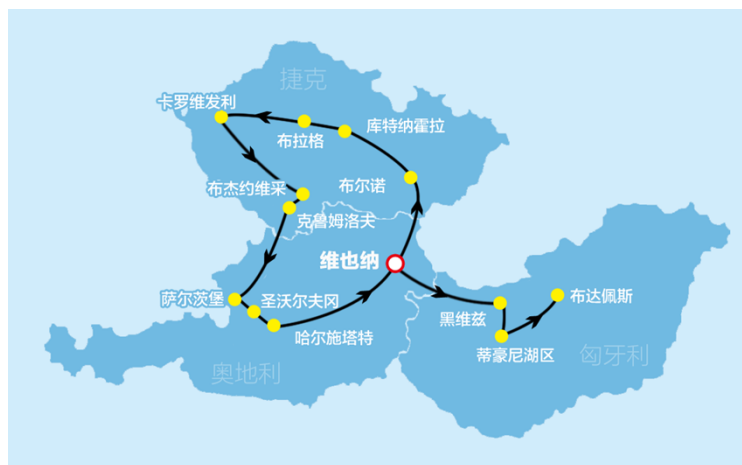 捷克
卡罗维发利
布拉格
库特纳霍拉
布尔诺
布杰约维采
克鲁姆洛夫
维也纳
萨尔茨堡
圣沃尔夫冈
哈尔施塔特
奥地利
黑维兹
布达佩斯
蒂豪尼湖区
匈牙利